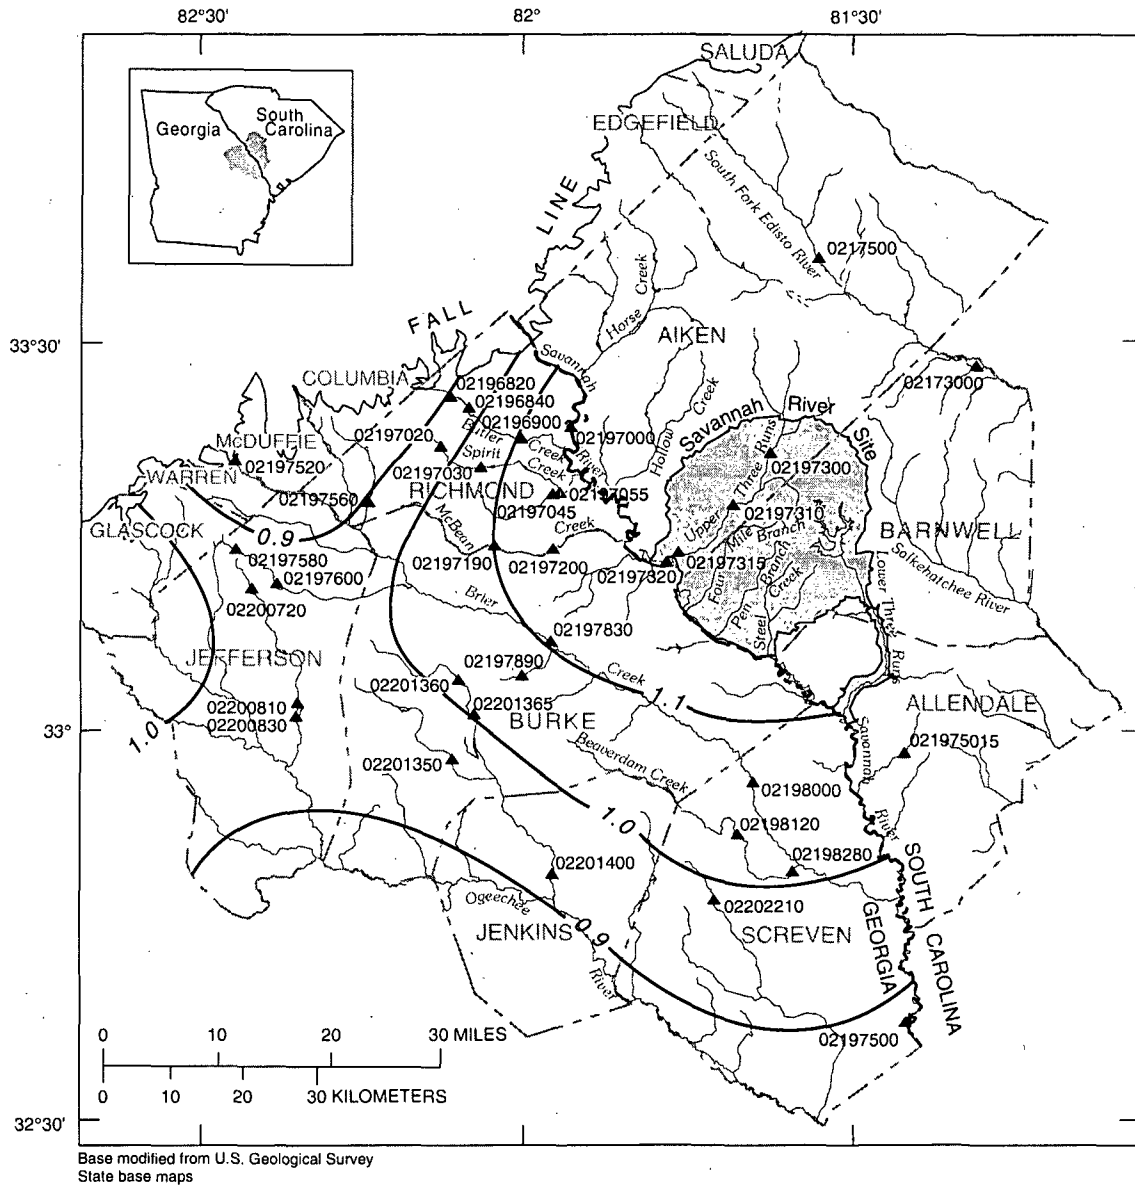 82°30'
82°
81°30'
SALUDA
EDGEFIELD
Georgia
South
Carolina
FALL LINE
South Fork Edisto River
0217500
Horse Creek
AIKEN
33°30'
COLUMBIA
Savannah River
02196820
02196840
02196900
02197000
02173000
Butler Creek
Spirit Creek
Hollow Creek
Savannah River Site
McDUFFIE
02197020
02197030
02197520
WARREN
RICHMOND
02197055
02197045
02197300
02197560
02197310
Upper Three Runs
GLASCOCK
0.9
McBean Creek
BARNWELL
02197580
02197190
02197200
02197315
02197320
02197600
02200720
Four Mile Branch
Pen Branch
Steel Creek
Salkehatchee River
Lower Three Runs
Brier Creek
02197830
JEFFERSON
02197890
02201360
02201365
1.1
ALLENDALE
02200810
02200830
BURKE
33°
1.0
021975015
02201350
Beaverdam Creek
02198000
Savannah River
1.0
02198120
02198280
02201400
02202210
Ogeechee River
JENKINS
0.9
SCREVEN
GEORGIA
SOUTH CAROLINA
02197500
0 10 20 30 MILES
0 10 20 30 KILOMETERS
32°30'
Base modified from U.S. Geological Survey
State base maps